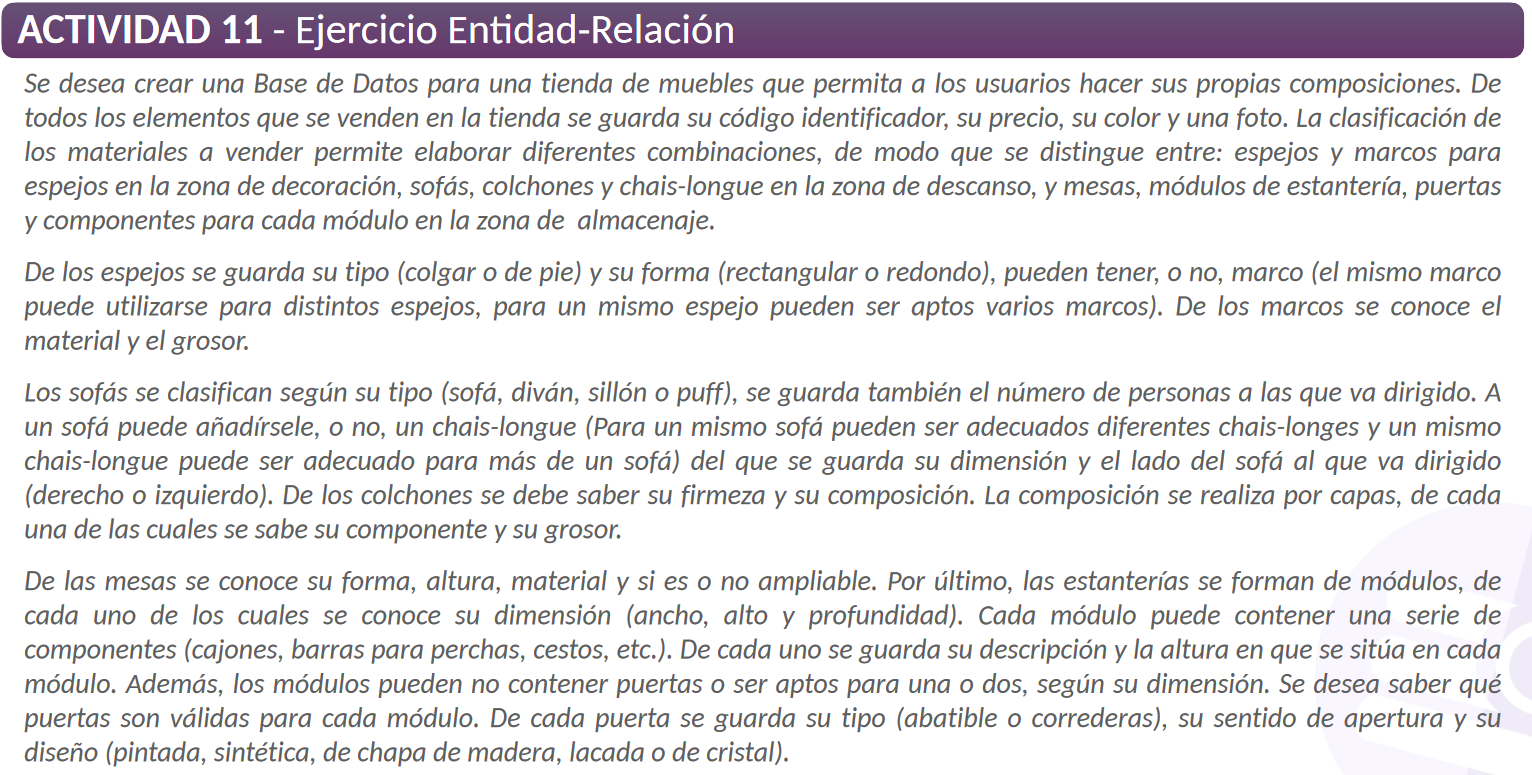 ACTIVIDAD 11 - Ejercicio Entidad-Relación
Se desea crear una Base de Datos para una tienda de muebles que permita a los usuarios hacer sus propias composiciones. De
todos los elementos que se venden en la tienda se guarda su código identificador, su precio, su color y una foto. La clasificación de
los materiales a vender permite elaborar diferentes combinaciones, de modo que se distingue entre: espejos y marcos para
espejos en la zona de decoración, sofás, colchones y chais-longue en la zona de descanso, y mesas, módulos de estantería, puertas
y componentes para cada módulo en la zona de almacenaje.
De los espejos se guarda su tipo (colgar o de pie) y su forma (rectangular o redondo), pueden tener, o no, marco (el mismo marco
puede utilizarse para distintos espejos, para un mismo espejo pueden ser aptos varios marcos). De los marcos se conoce el
material y el grosor.
Los sofás se clasifican según su tipo (sofá, diván, sillón o puff), se guarda también el número de personas a las que va dirigido. A
un sofá puede añadírsele, o no, un chais-longue (Para un mismo sofá pueden ser adecuados diferentes chais-longes y un mismo
chais-longue puede ser adecuado para más de un sofá) del que se guarda su dimensión y el lado del sofá al que va dirigido
(derecho o izquierdo). De los colchones se debe saber su firmeza y su composición. La composición se realiza por capas, de cada
una de las cuales se sabe su componente y su grosor.
De las mesas se conoce su forma, altura, material y si es o no ampliable. Por último, las estanterías se forman de módulos, de
cada uno de los cuales se conoce su dimensión (ancho, alto y profundidad). Cada módulo puede contener una serie de
componentes (cajones, barras para perchas, cestos, etc.). De cada uno se guarda su descripción y la altura en que se sitúa en cada
módulo. Además, los módulos pueden no contener puertas o ser aptos para una o dos, según su dimensión. Se desea saber qué
puertas son válidas para cada módulo. De cada puerta se guarda su tipo (abatible o correderas), su sentido de apertura y su
diseño (pintada, sintética, de chapa de madera, lacada o de cristal).